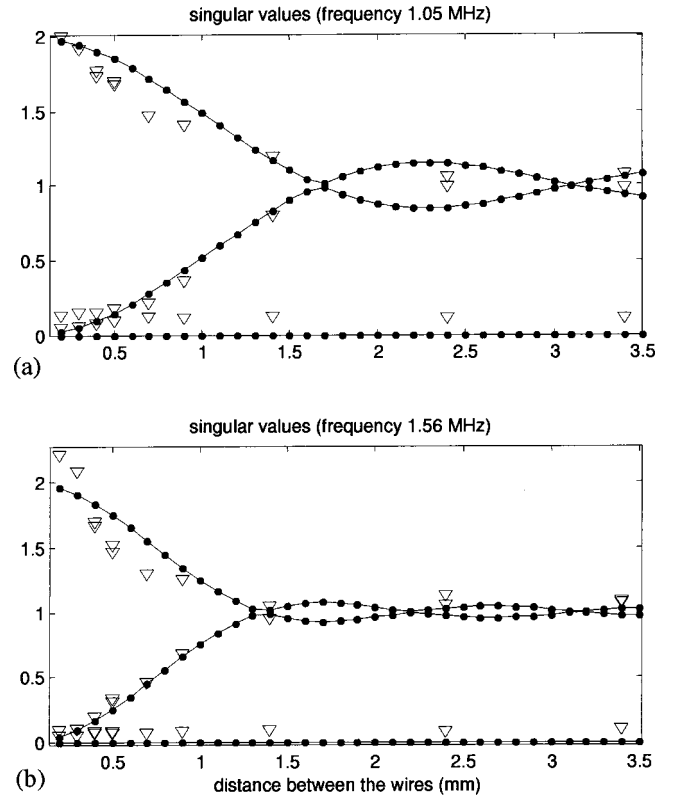 singular values (frequency 1.05 MHz)
2
1.5
1
0.5
0
0.5 1 1.5 2 2.5 3 3.5
(a)
singular values (frequency 1.56 MHz)
2
1.5
1
0.5
0
0.5 1 1.5 2 2.5 3 3.5
(b)
distance between the wires (mm)